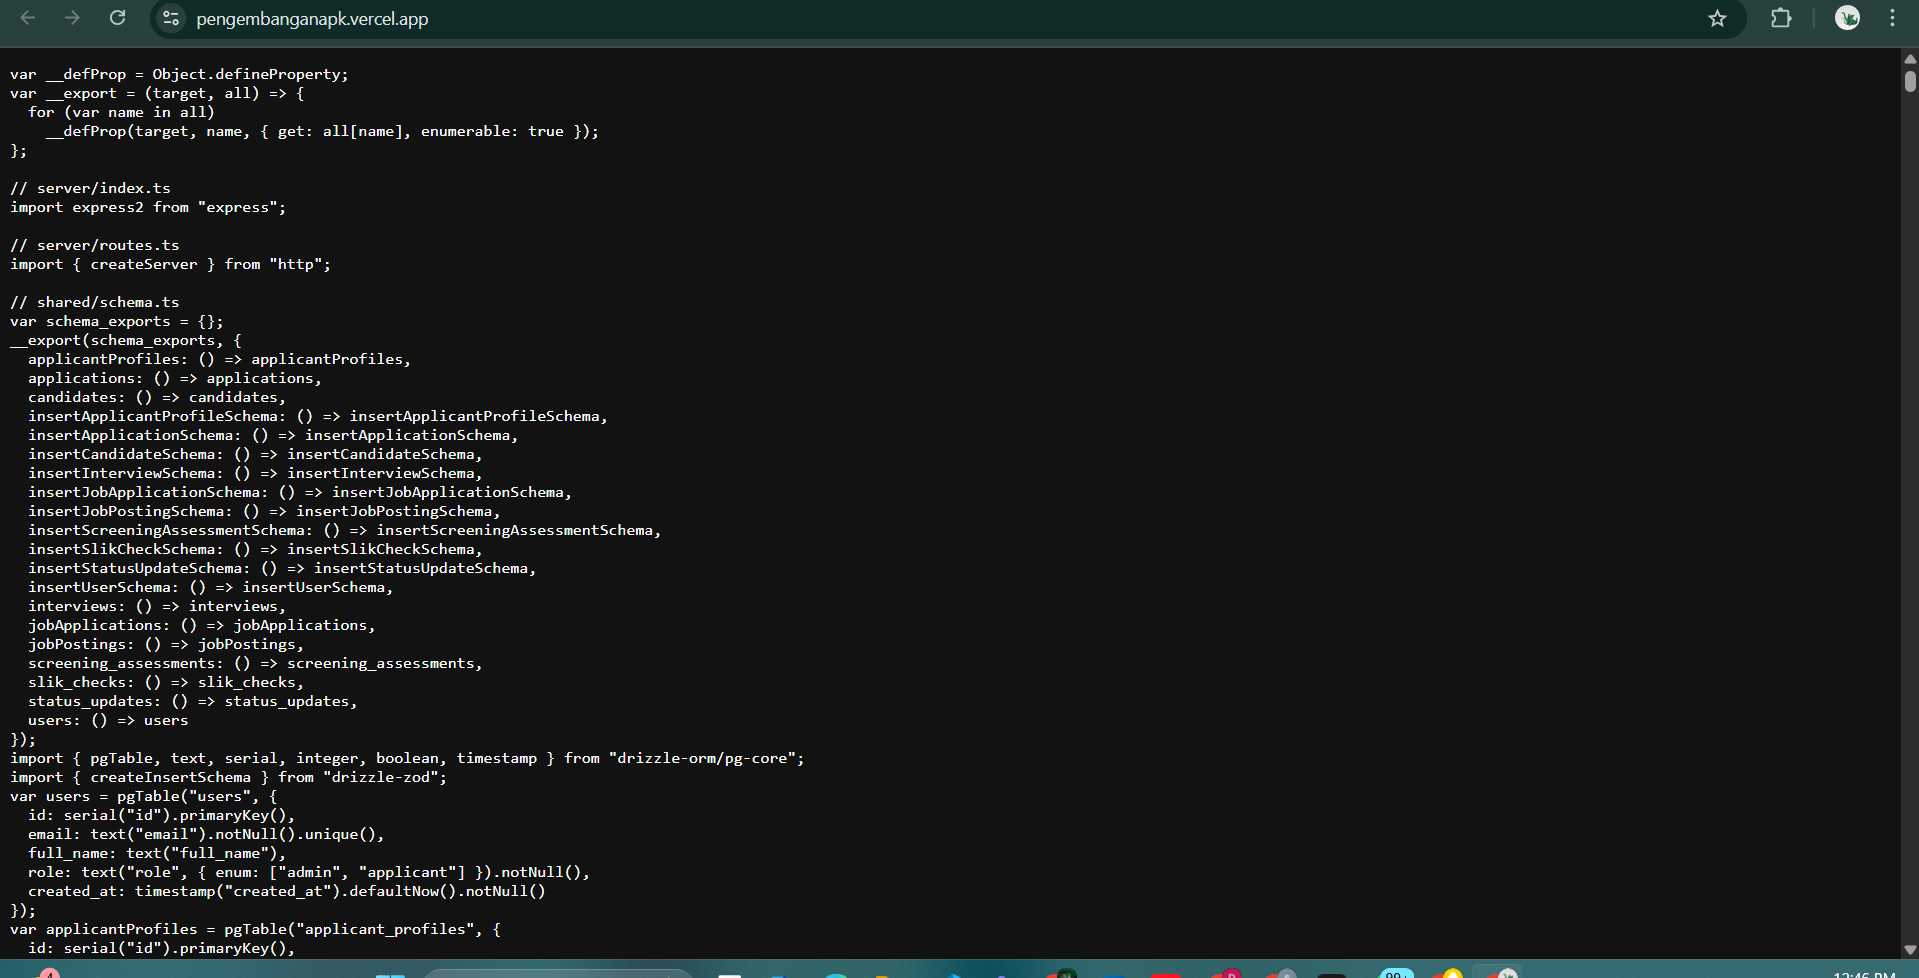 pengembanganapk.vercel.app
var __defProp = Object.defineProperty;
var __export = (target, all) => {
  for (var name in all)
    __defProp(target, name, { get: all[name], enumerable: true });
};

// server/index.ts
import express2 from "express";

// server/routes.ts
import { createServer } from "http";

// shared/schema.ts
var schema_exports = {};
__export(schema_exports, {
  applicantProfiles: () => applicantProfiles,
  applications: () => applications,
  candidates: () => candidates,
  insertApplicantProfileSchema: () => insertApplicantProfileSchema,
  insertApplicationSchema: () => insertApplicationSchema,
  insertCandidateSchema: () => insertCandidateSchema,
  insertInterviewSchema: () => insertInterviewSchema,
  insertJobApplicationSchema: () => insertJobApplicationSchema,
  insertJobPostingSchema: () => insertJobPostingSchema,
  insertScreeningAssessmentSchema: () => insertScreeningAssessmentSchema,
  insertSlikCheckSchema: () => insertSlikCheckSchema,
  insertStatusUpdateSchema: () => insertStatusUpdateSchema,
  insertUserSchema: () => insertUserSchema,
  interviews: () => interviews,
  jobApplications: () => jobApplications,
  jobPostings: () => jobPostings,
  screening_assessments: () => screening_assessments,
  slik_checks: () => slik_checks,
  status_updates: () => status_updates,
  users: () => users
});
import { pgTable, text, serial, integer, boolean, timestamp } from "drizzle-orm/pg-core";
import { createInsertSchema } from "drizzle-zod";
var users = pgTable("users", {
  id: serial("id").primaryKey(),
  email: text("email").notNull().unique(),
  full_name: text("full_name"),
  role: text("role", { enum: ["admin", "applicant"] }).notNull(),
  created_at: timestamp("created_at").defaultNow().notNull()
});
var applicantProfiles = pgTable("applicant_profiles", {
  id: serial("id").primaryKey(),
4
99+
12:46 PM